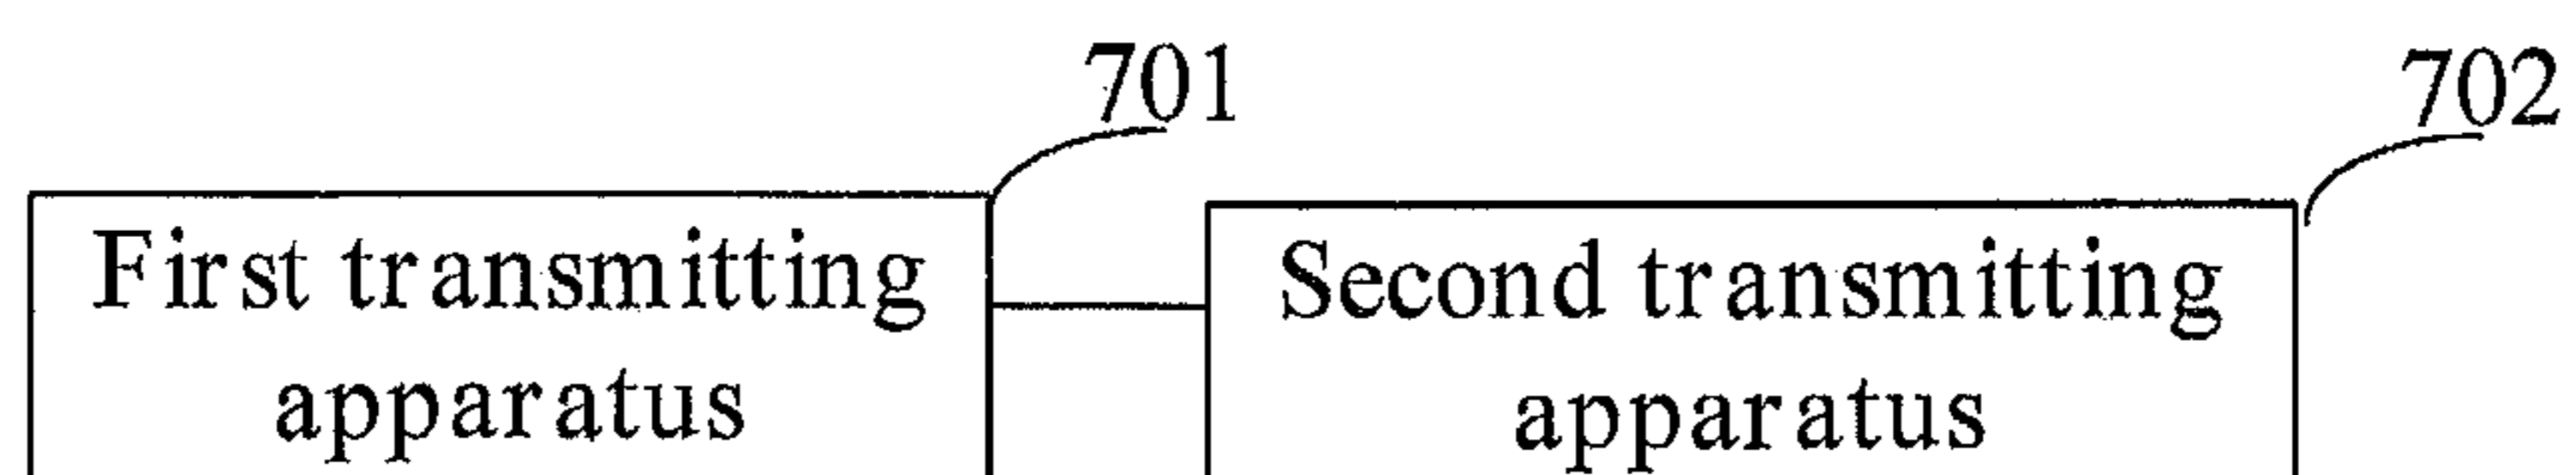 701
702
First transmitting
apparatus
Second transmitting
apparatus